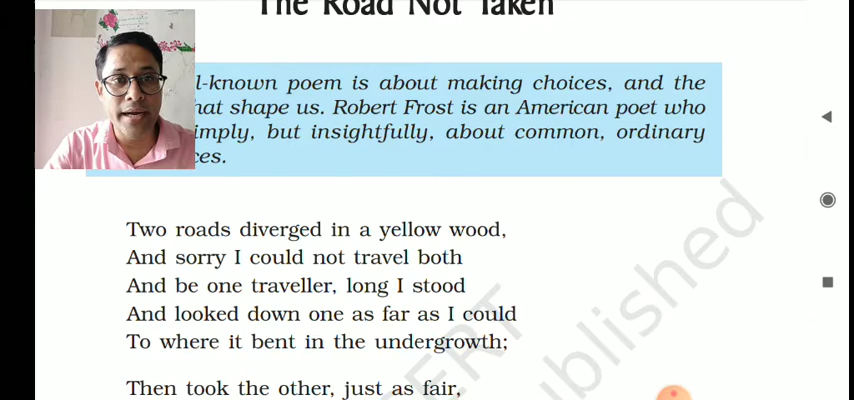 The Road Not Taken
l-known poem is about making choices, and the
hat shape us. Robert Frost is an American poet who
imply, but insightfully, about common, ordinary
ces.
Two roads diverged in a yellow wood,
And sorry I could not travel both
And be one traveller, long I stood
And looked down one as far as I could
To where it bent in the undergrowth;
Then took the other, just as fair,
ERT
ublished